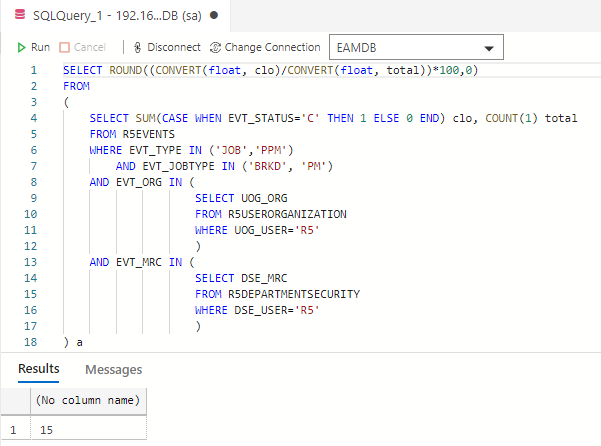 SQLQuery_1 - 192.16...DB (sa)
Run Cancel Disconnect Change Connection EAMDB
1 SELECT ROUND((CONVERT(float, clo)/CONVERT(float, total))*100,0)
2 FROM
3 (
4 SELECT SUM(CASE WHEN EVT_STATUS='C' THEN 1 ELSE 0 END) clo, COUNT(1) total
5 FROM R5EVENTS
6 WHERE EVT_TYPE IN ('JOB','PPM')
7 AND EVT_JOBTYPE IN ('BRKD', 'PM')
8 AND EVT_ORG IN (
9 SELECT UOG_ORG
10 FROM R5USERORGANIZATION
11 WHERE UOG_USER='R5'
12 )
13 AND EVT_MRC IN (
14 SELECT DSE_MRC
15 FROM R5DEPARTMENTSECURITY
16 WHERE DSE_USER='R5'
17 )
18 ) a
Results Messages
(No column name)
1 15